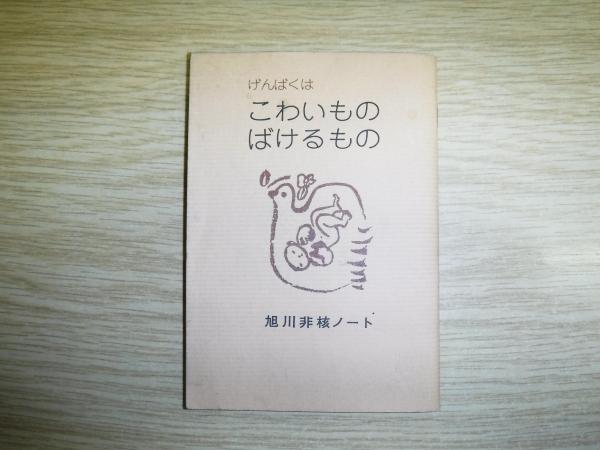 げんばくは
こわいもの
ばけるもの
旭川非核ノート